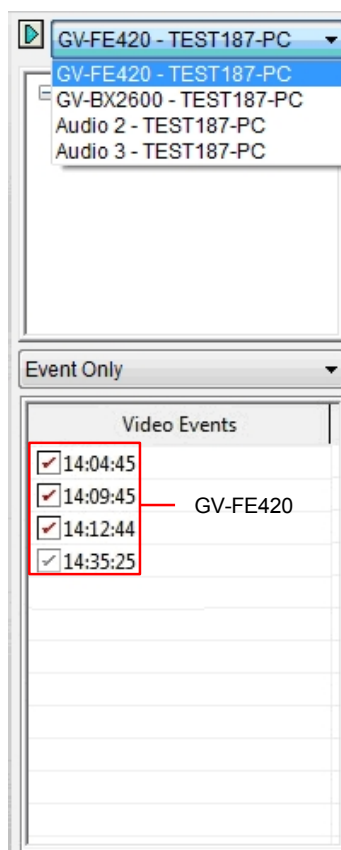 GV-FE420 - TEST187-PC
GV-FE420 - TEST187-PC
GV-BX2600 - TEST187-PC
Audio 2 - TEST187-PC
Audio 3 - TEST187-PC
Event Only
Video Events
14:04:45
14:09:45
GV-FE420
14:12:44
14:35:25